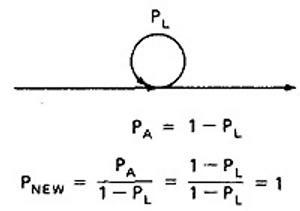 P_L
P_A = 1 − P_L
P_NEW = P_A / (1 − P_L) = (1 − P_L) / (1 − P_L) = 1